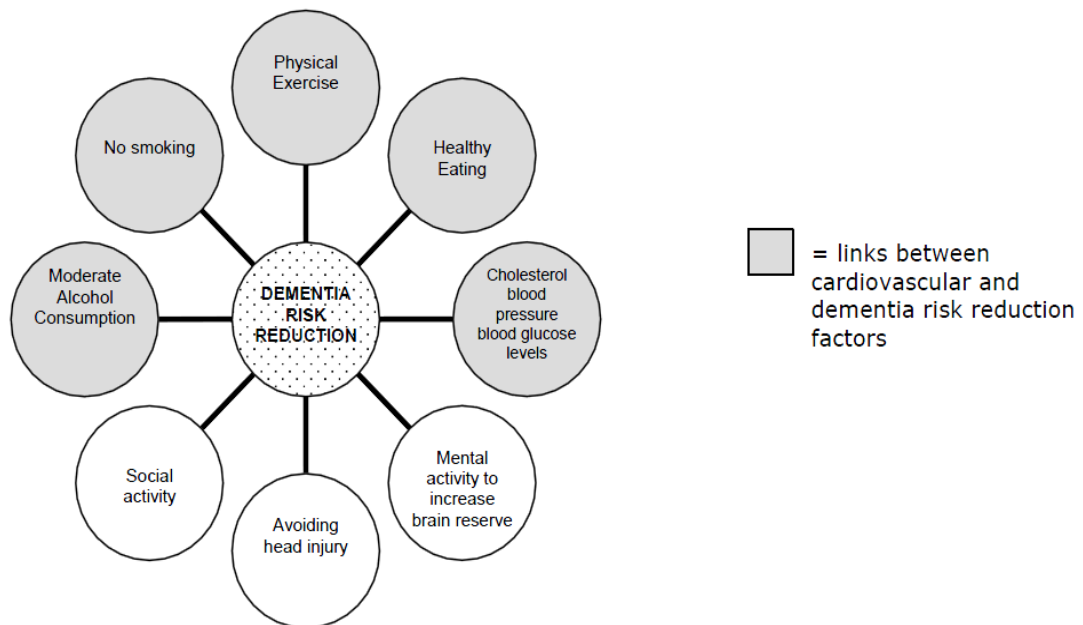 Physical
Exercise
No smoking
Healthy
Eating
Moderate
Alcohol
Consumption
DEMENTIA
RISK
REDUCTION
Cholesterol
blood
pressure
blood glucose
levels
Social
activity
Avoiding
head injury
Mental
activity to
increase
brain reserve
= links between
cardiovascular and
dementia risk reduction
factors